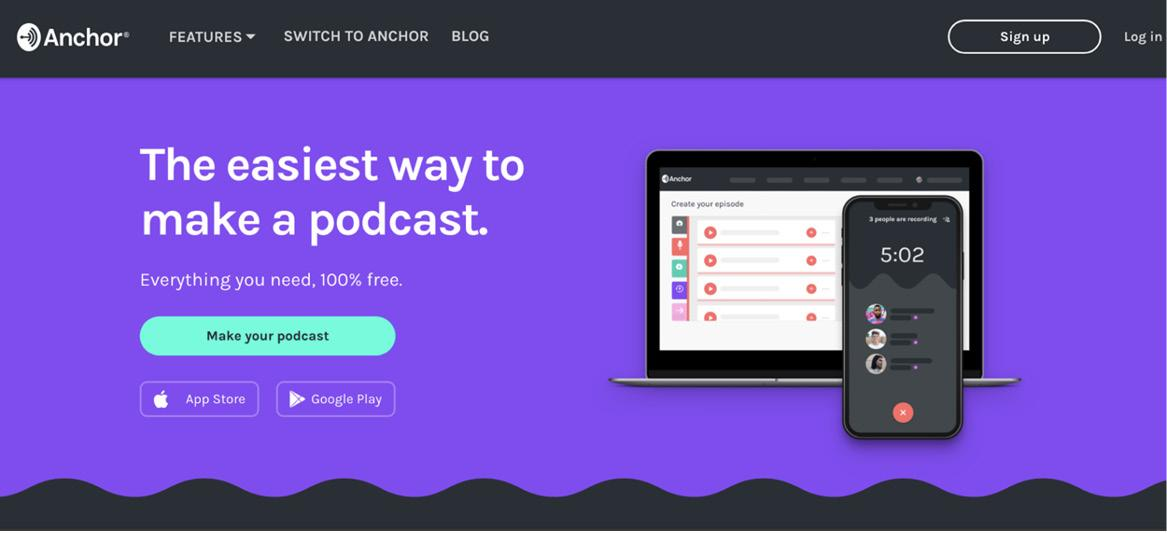 Anchor®
FEATURES
SWITCH TO ANCHOR
BLOG
Sign up
Log in
The easiest way to
make a podcast.
Everything you need, 100% free.
Make your podcast
App Store
Google Play
Anchor
Create your episode
3 people are recording
5:02